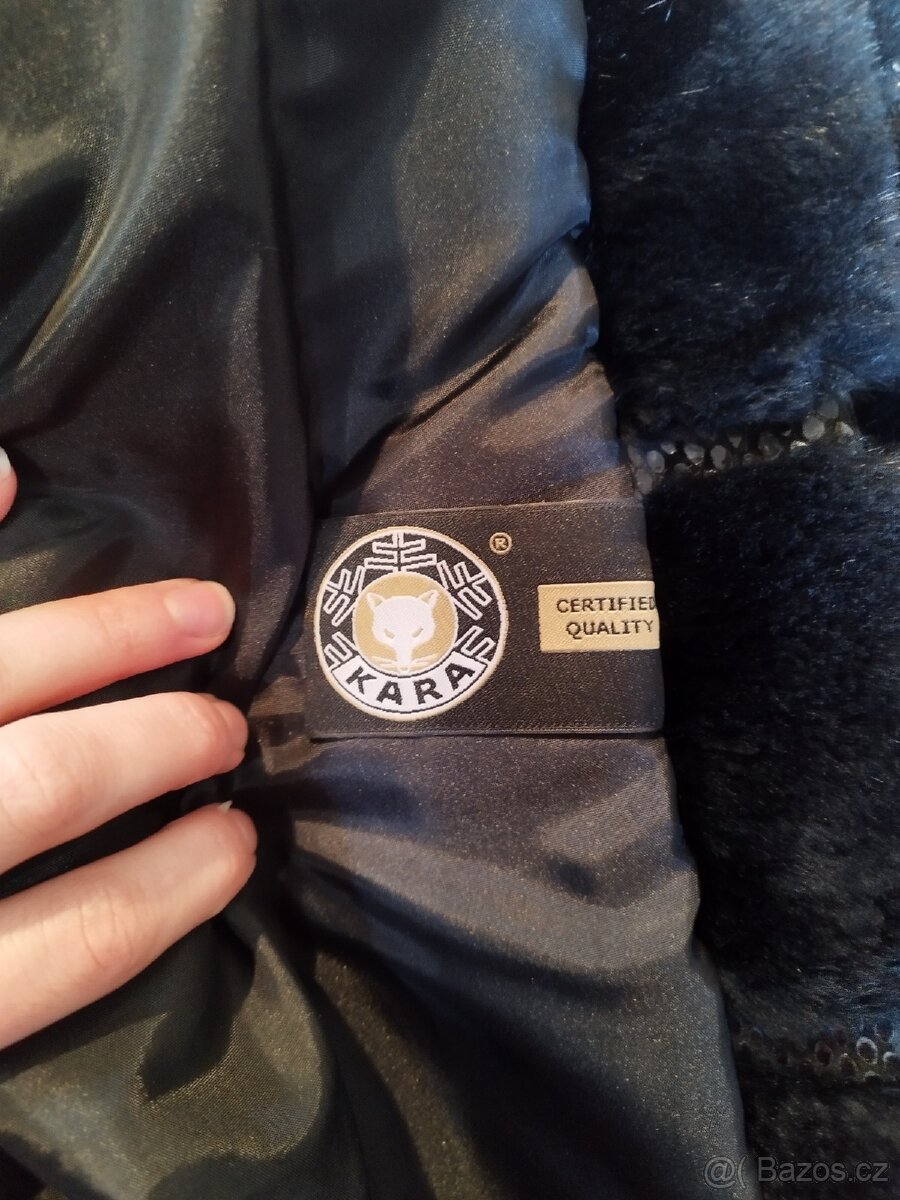 ®
CERTIFIED
QUALITY
KARA
@( Bazos.cz